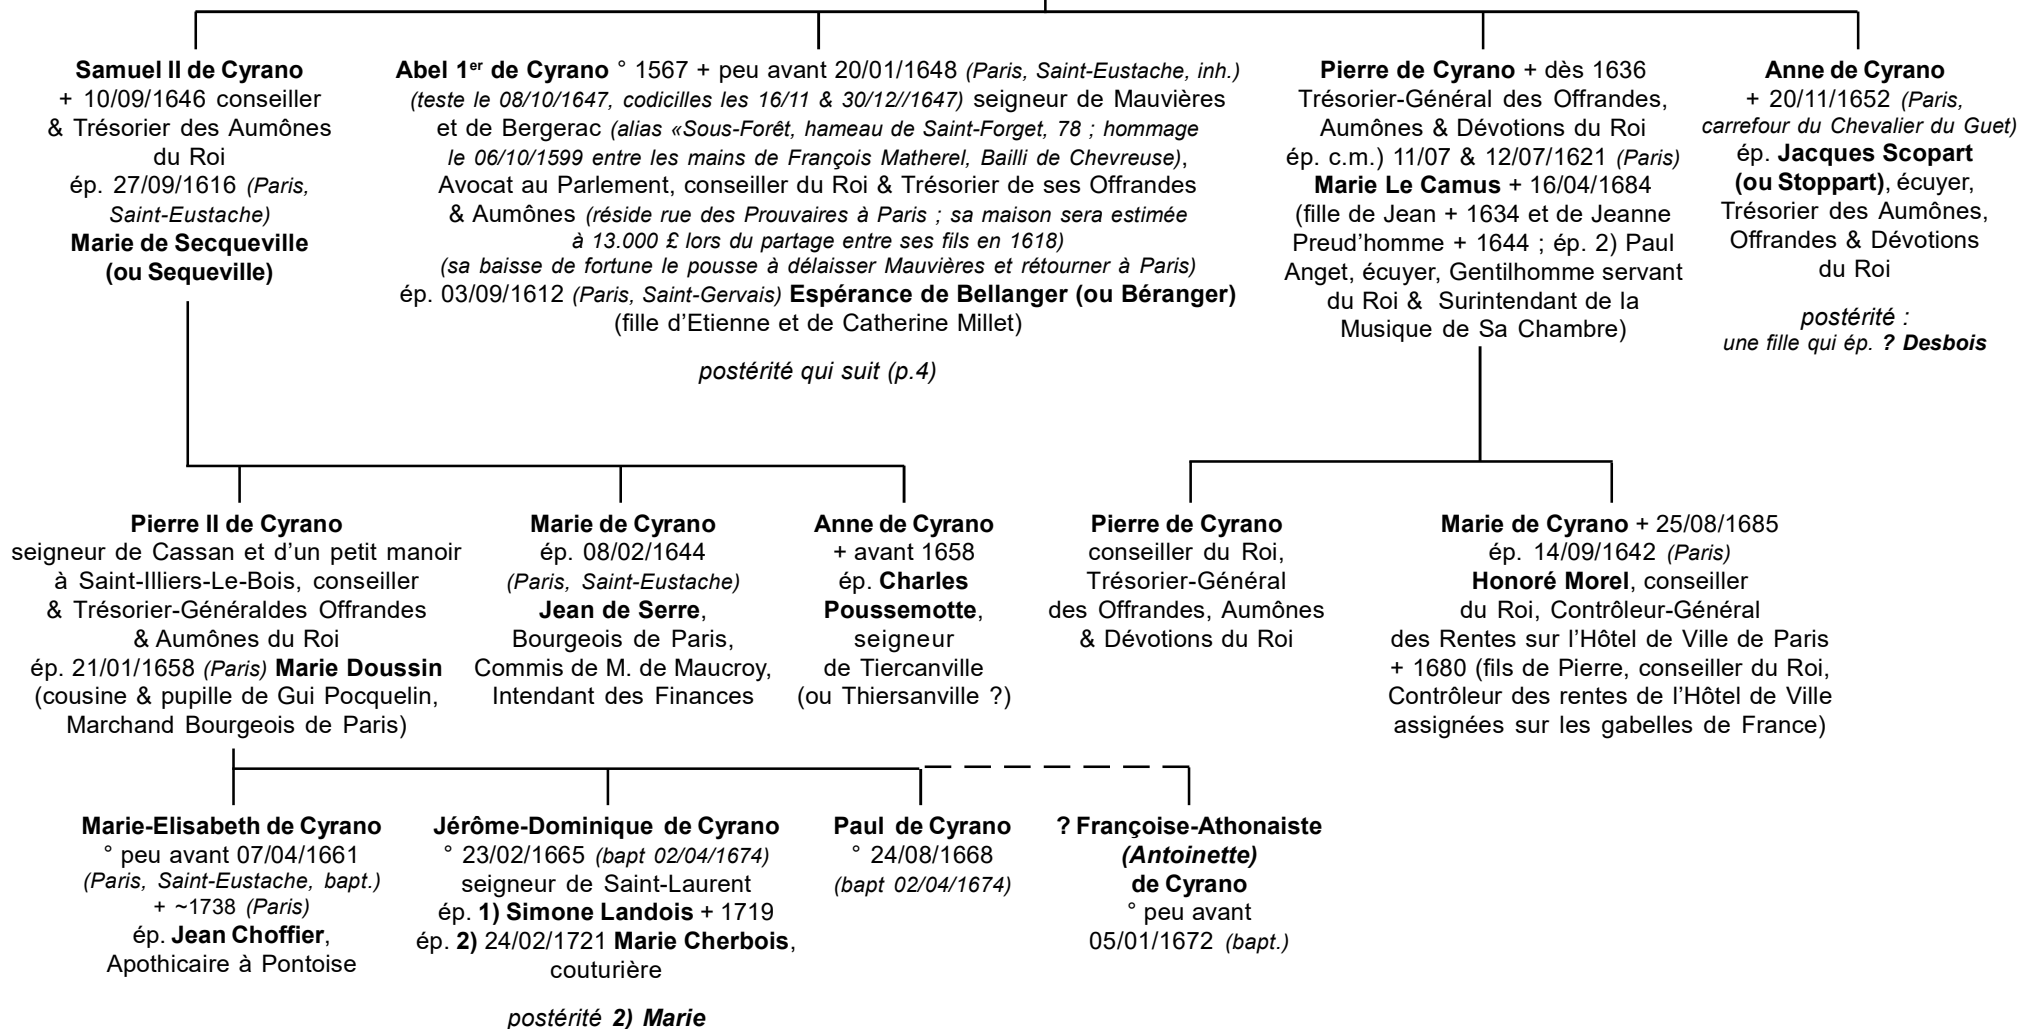 Samuel II de Cyrano
+ 10/09/1646 conseiller
& Trésorier des Aumônes
du Roi
ép. 27/09/1616 (Paris,
Saint-Eustache)
Marie de Secqueville
(ou Sequeville)
Abel 1er de Cyrano ° 1567 + peu avant 20/01/1648 (Paris, Saint-Eustache, inh.)
(teste le 08/10/1647, codicilles les 16/11 & 30/12//1647) seigneur de Mauvières
et de Bergerac (alias «Sous-Forêt, hameau de Saint-Forget, 78 ; hommage
le 06/10/1599 entre les mains de François Matherel, Bailli de Chevreuse),
Avocat au Parlement, conseiller du Roi & Trésorier de ses Offrandes
& Aumônes (réside rue des Prouvaires à Paris ; sa maison sera estimée
à 13.000 £ lors du partage entre ses fils en 1618)
(sa baisse de fortune le pousse à délaisser Mauvières et rétourner à Paris)
ép. 03/09/1612 (Paris, Saint-Gervais) Espérance de Bellanger (ou Béranger)
(fille d'Etienne et de Catherine Millet)
postérité qui suit (p.4)
Pierre de Cyrano + dès 1636
Trésorier-Général des Offrandes,
Aumônes & Dévotions du Roi
ép. c.m.) 11/07 & 12/07/1621 (Paris)
Marie Le Camus + 16/04/1684
(fille de Jean + 1634 et de Jeanne
Preud'homme + 1644 ; ép. 2) Paul
Anget, écuyer, Gentilhomme servant
du Roi & Surintendant de la
Musique de Sa Chambre)
Anne de Cyrano
+ 20/11/1652 (Paris,
carrefour du Chevalier du Guet)
ép. Jacques Scopart
(ou Stoppart), écuyer,
Trésorier des Aumônes,
Offrandes & Dévotions
du Roi
postérité :
une fille qui ép. ? Desbois
Pierre II de Cyrano
seigneur de Cassan et d'un petit manoir
à Saint-Illiers-Le-Bois, conseiller
& Trésorier-Généraldes Offrandes
& Aumônes du Roi
ép. 21/01/1658 (Paris) Marie Doussin
(cousine & pupille de Gui Pocquelin,
Marchand Bourgeois de Paris)
Marie de Cyrano
ép. 08/02/1644
(Paris, Saint-Eustache)
Jean de Serre,
Bourgeois de Paris,
Commis de M. de Maucroy,
Intendant des Finances
Anne de Cyrano
+ avant 1658
ép. Charles
Poussemotte,
seigneur
de Tiercanville
(ou Thiersanville ?)
Pierre de Cyrano
conseiller du Roi,
Trésorier-Général
des Offrandes, Aumônes
& Dévotions du Roi
Marie de Cyrano + 25/08/1685
ép. 14/09/1642 (Paris)
Honoré Morel, conseiller
du Roi, Contrôleur-Général
des Rentes sur l'Hôtel de Ville de Paris
+ 1680 (fils de Pierre, conseiller du Roi,
Contrôleur des rentes de l'Hôtel de Ville
assignées sur les gabelles de France)
Marie-Elisabeth de Cyrano
° peu avant 07/04/1661
(Paris, Saint-Eustache, bapt.)
+ ~1738 (Paris)
ép. Jean Choffier,
Apothicaire à Pontoise
Jérôme-Dominique de Cyrano
° 23/02/1665 (bapt 02/04/1674)
seigneur de Saint-Laurent
ép. 1) Simone Landois + 1719
ép. 2) 24/02/1721 Marie Cherbois,
couturière
postérité 2) Marie
Paul de Cyrano
° 24/08/1668
(bapt 02/04/1674)
? Françoise-Athonaiste
(Antoinette)
de Cyrano
° peu avant
05/01/1672 (bapt.)